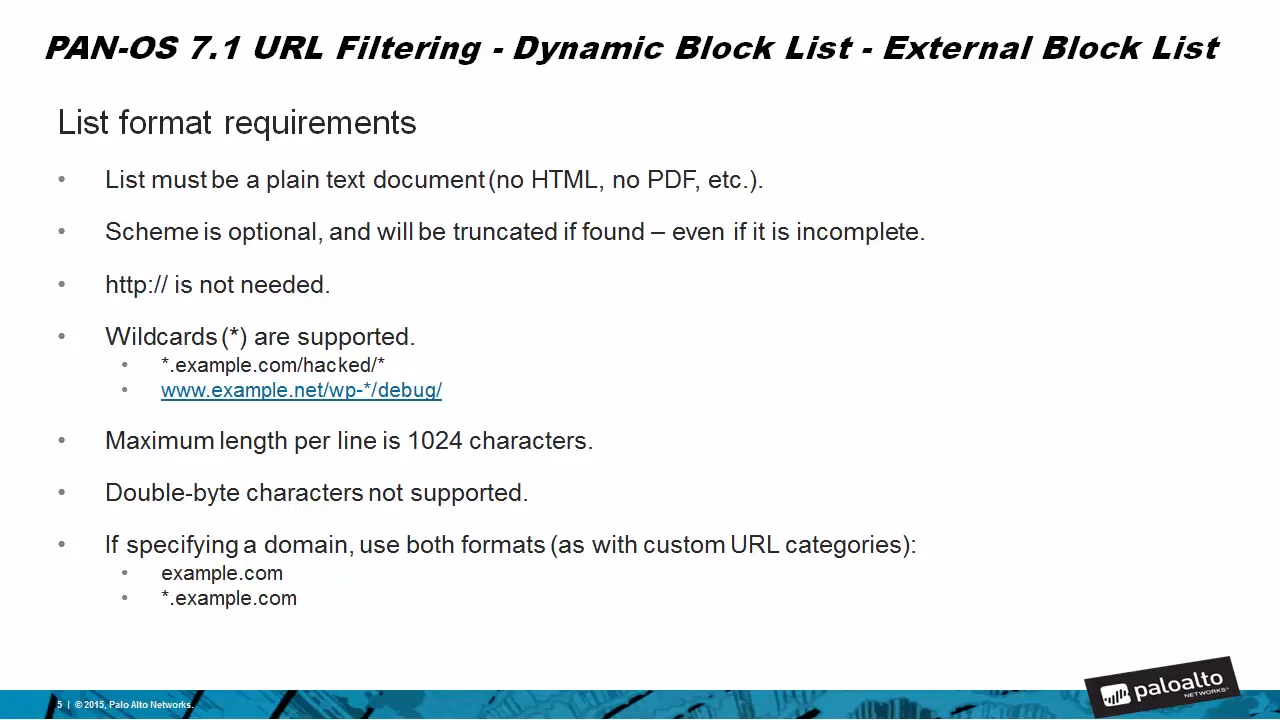 PAN-OS 7.1 URL Filtering - Dynamic Block List - External Block List
List format requirements
• List must be a plain text document (no HTML, no PDF, etc.).
• Scheme is optional, and will be truncated if found – even if it is incomplete.
• http:// is not needed.
• Wildcards (*) are supported.
• *.example.com/hacked/*
• www.example.net/wp-*/debug/
• Maximum length per line is 1024 characters.
• Double-byte characters not supported.
• If specifying a domain, use both formats (as with custom URL categories):
• example.com
• *.example.com
5 | © 2015, Palo Alto Networks.
paloalto
NETWORKS